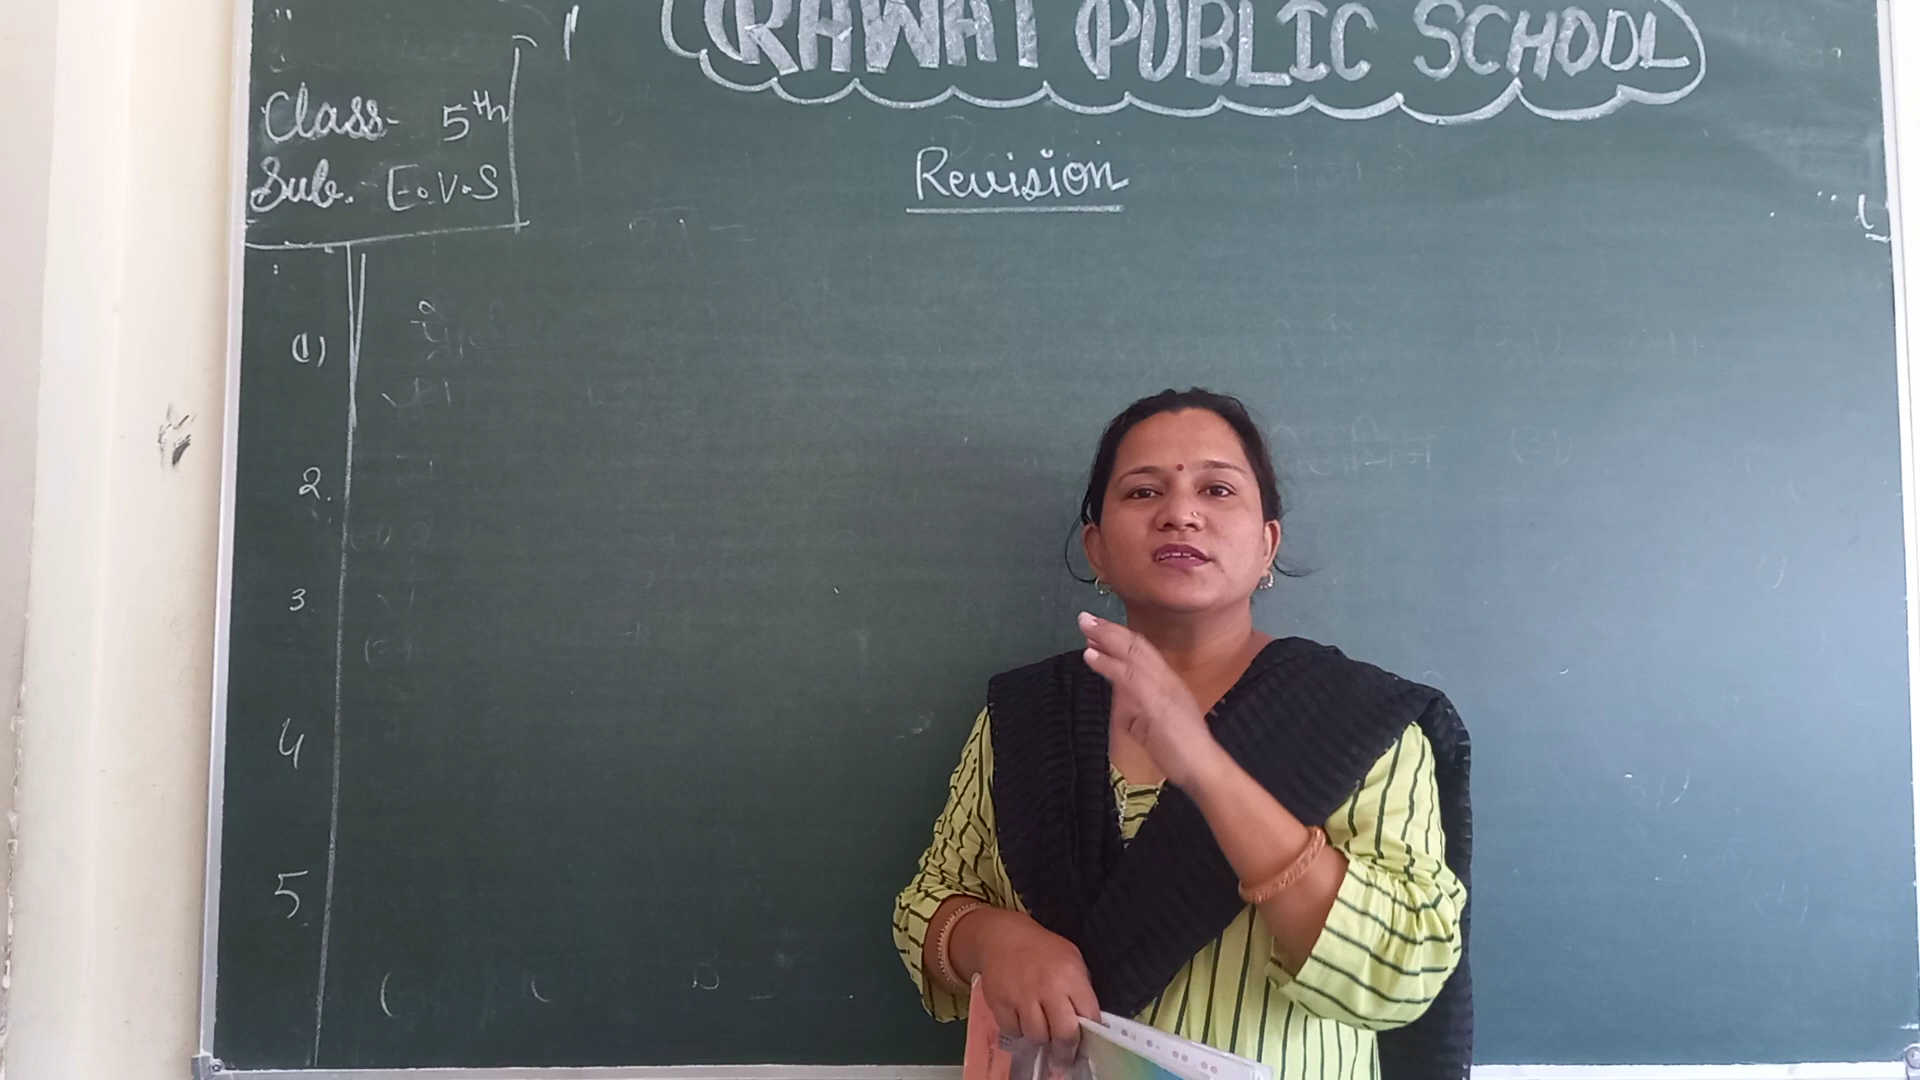 RAWAT PUBLIC SCHOOL
Class- 5th
Sub. - E.V.S
Revision
(1)
2.
3.
4
5